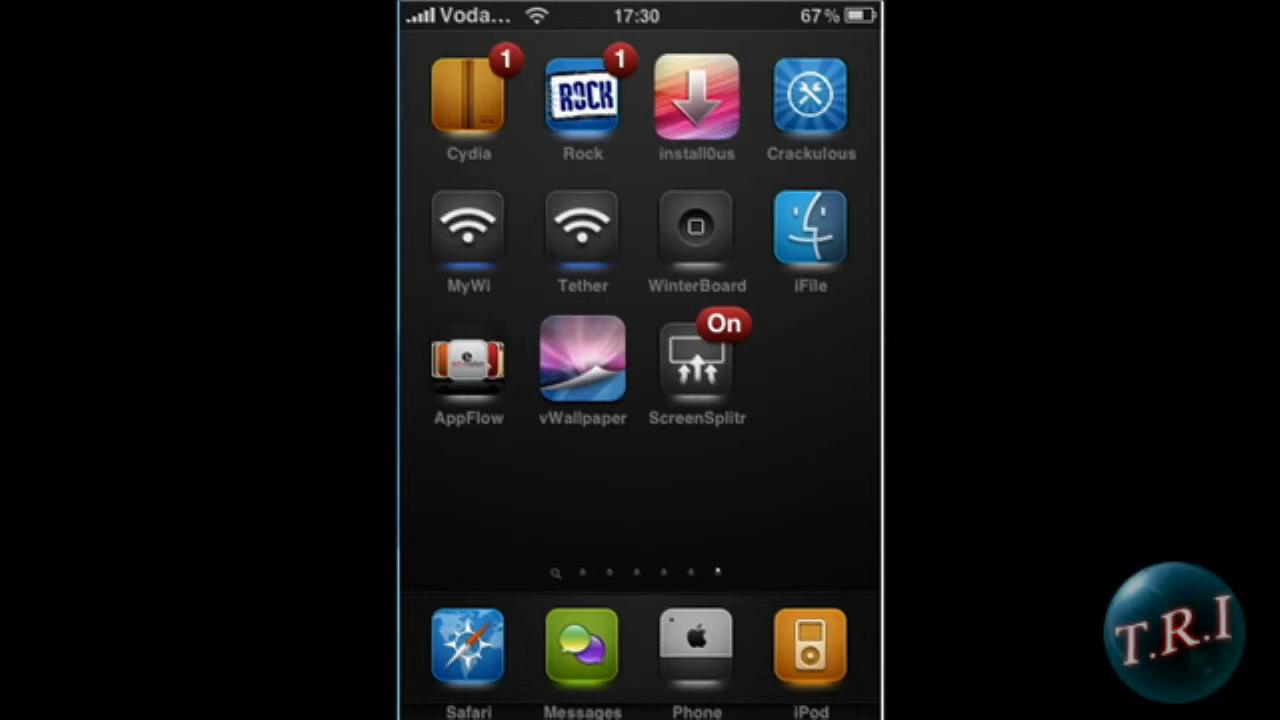 Voda... 17:30 67%
1 1
ROCK
Cydia Rock install0us Crackulous
MyWi Tether WinterBoard iFile
On
AppFlow vWallpaper ScreenSplitr
Safari Messages Phone iPod
T.R.I